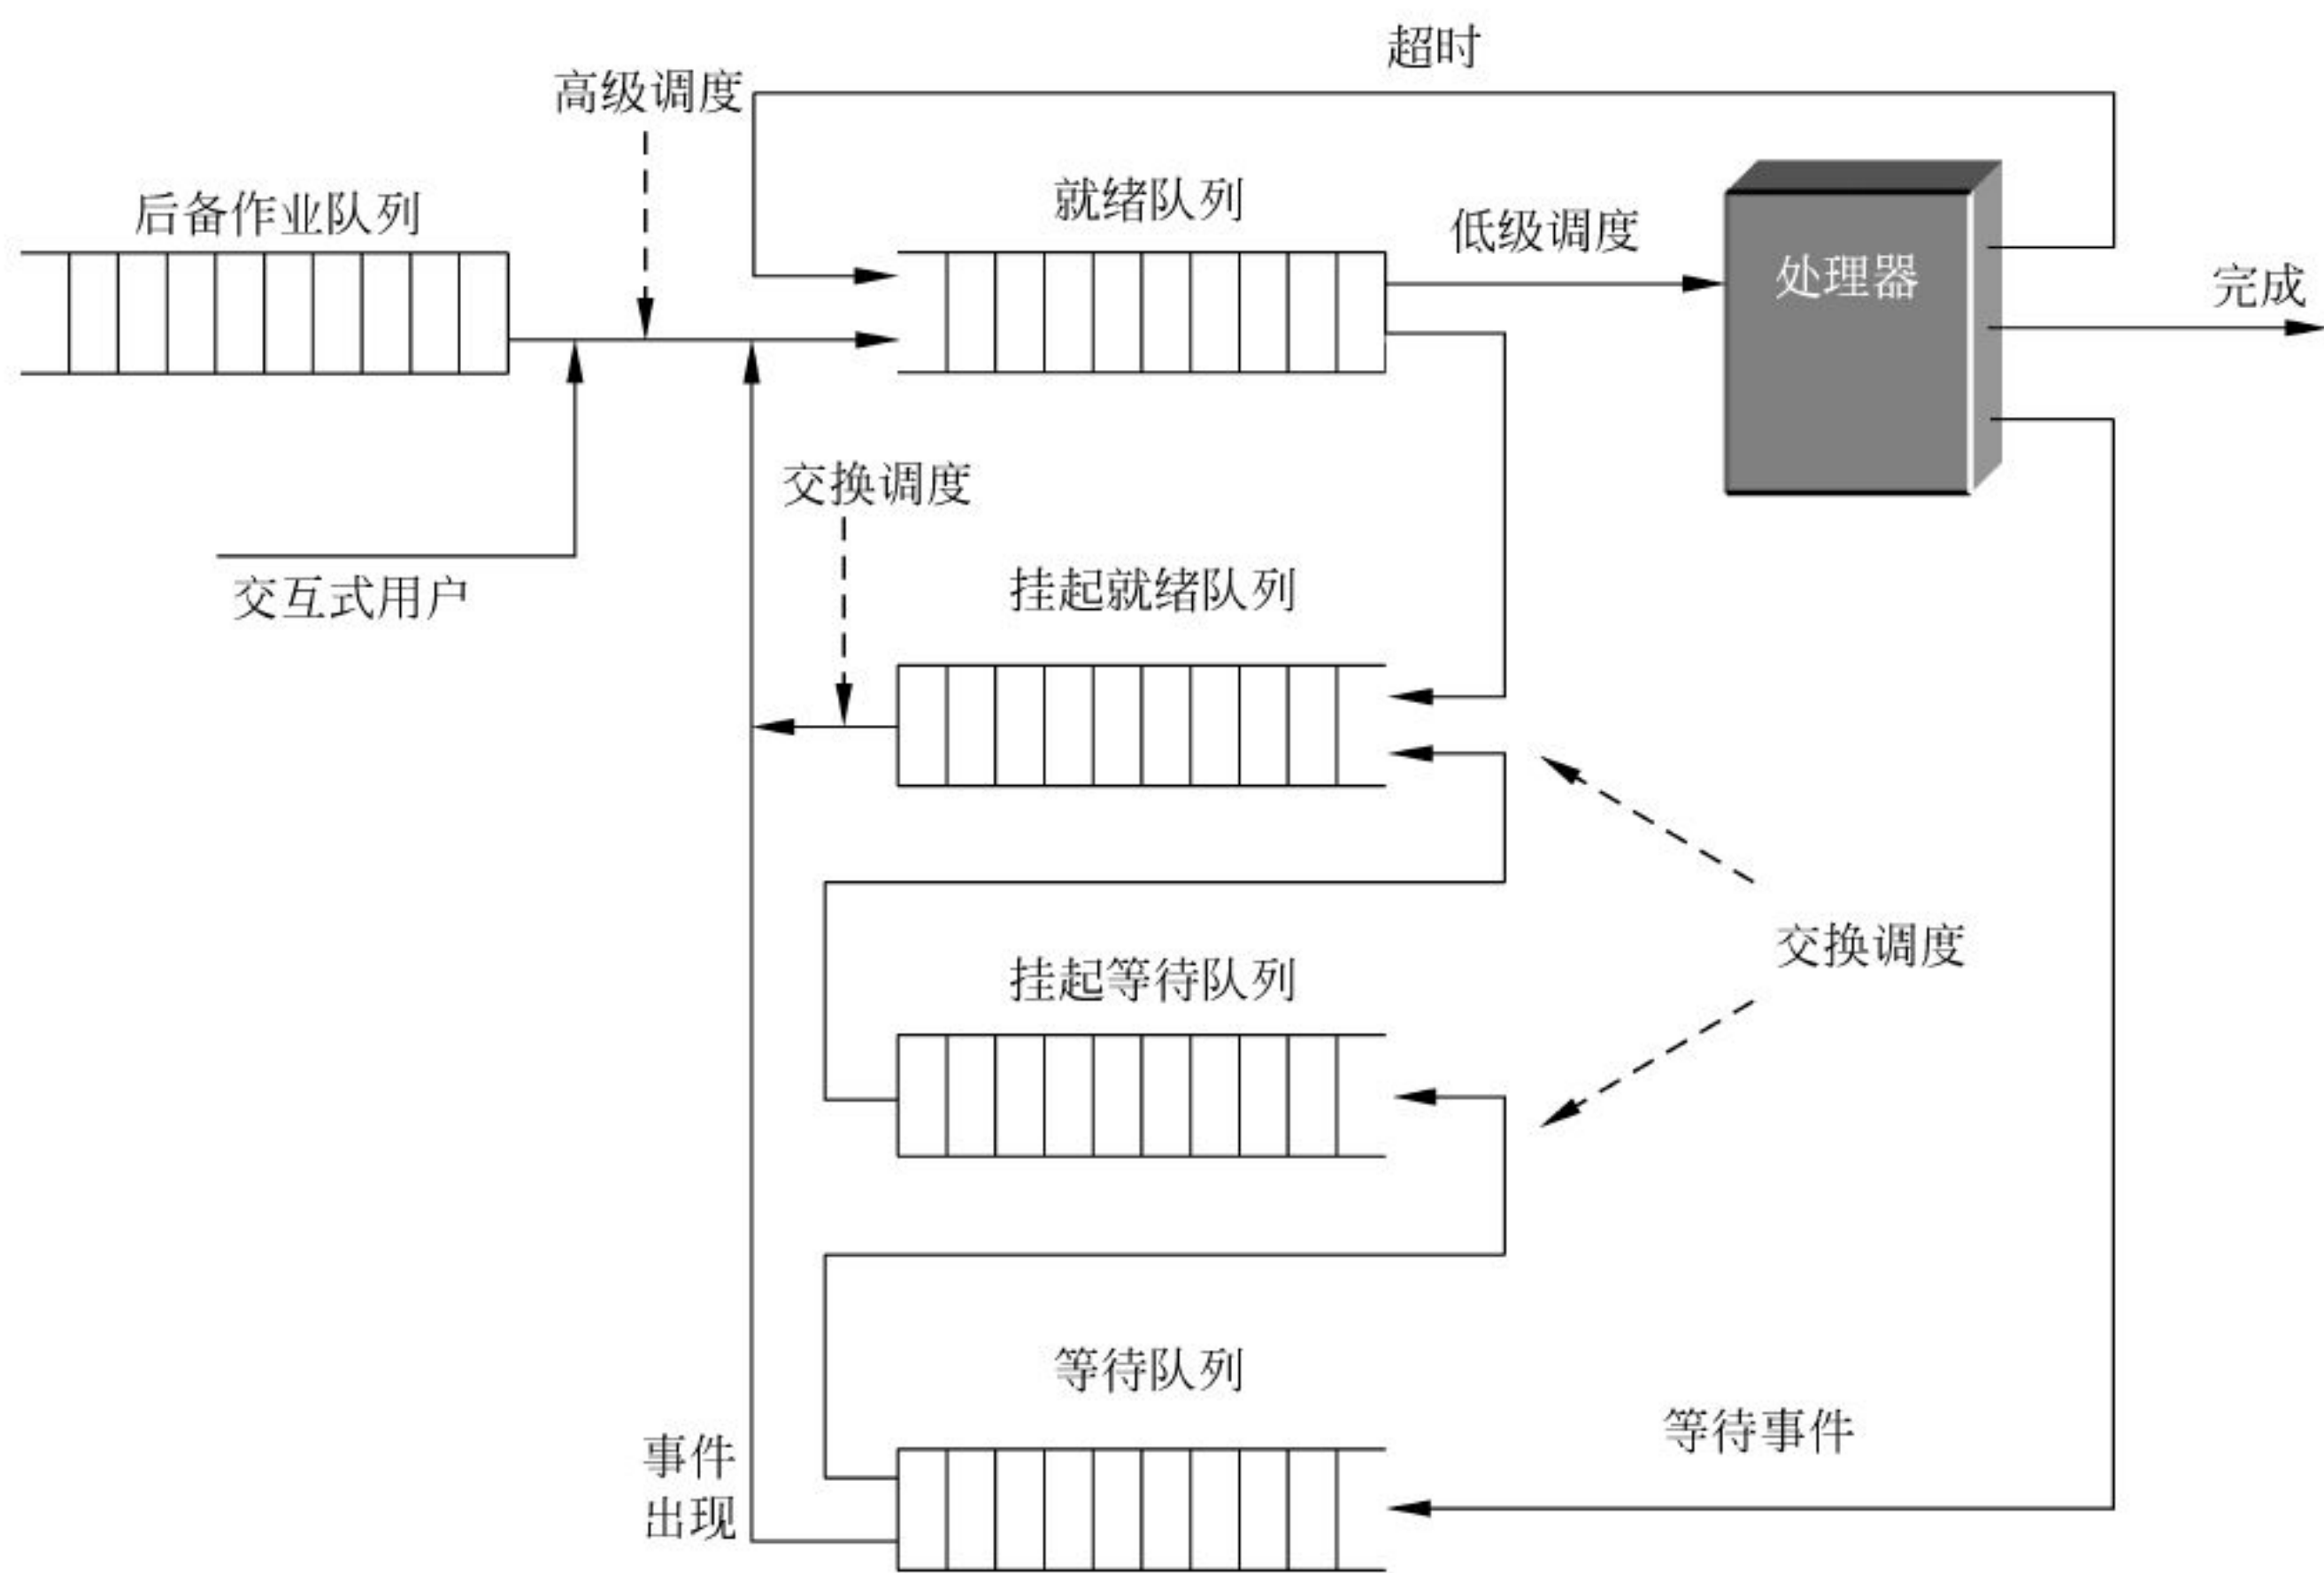 超时
高级调度
后备作业队列
就绪队列
低级调度
处理器
完成
交换调度
交互式用户
挂起就绪队列
交换调度
挂起等待队列
等待队列
等待事件
事件
出现